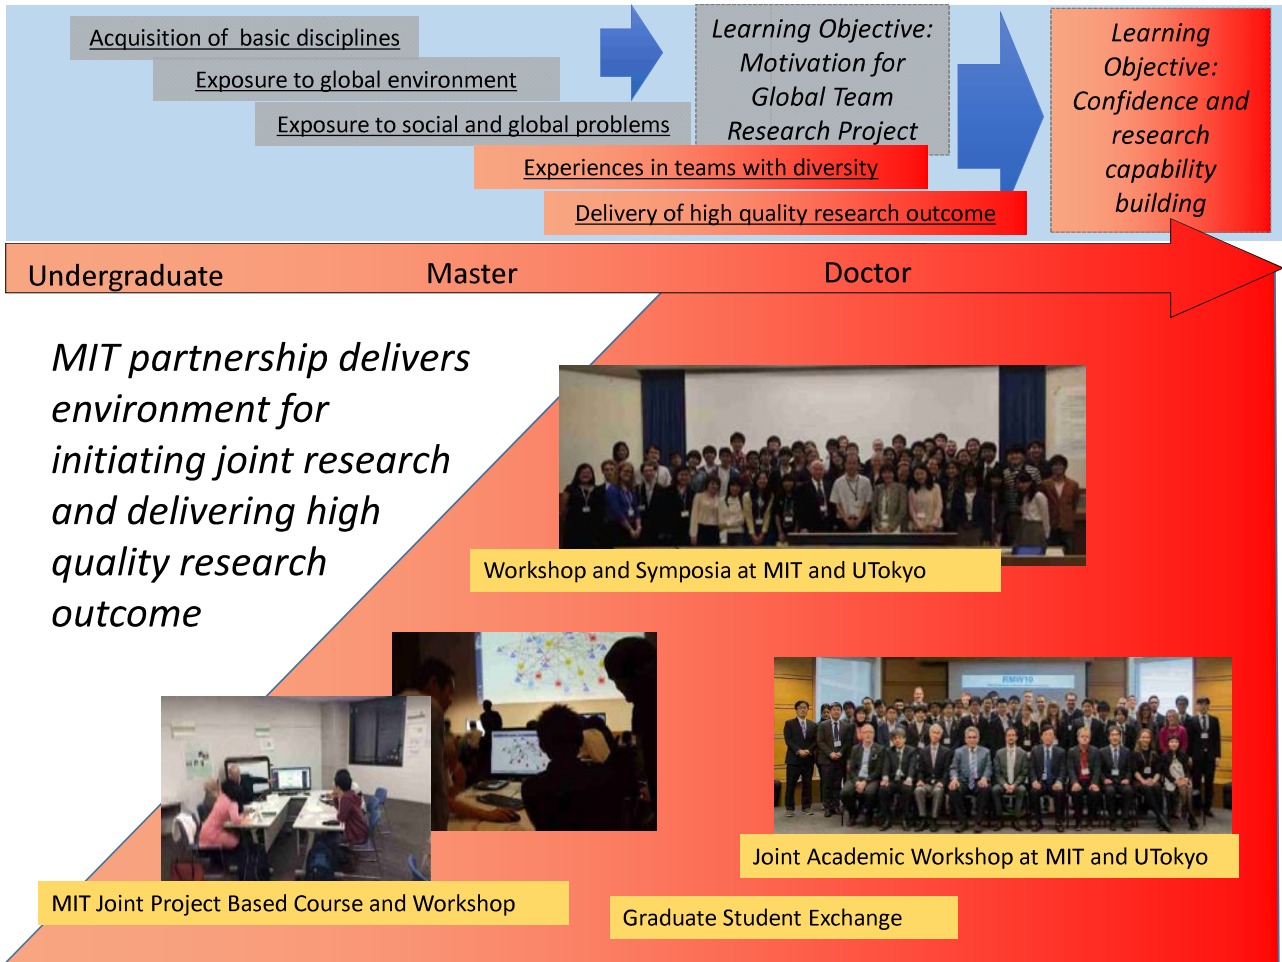 Acquisition of  basic disciplines
Exposure to global environment
Exposure to social and global problems
Experiences in teams with diversity
Delivery of high quality research outcome
Learning Objective:
Motivation for
Global Team
Research Project
Learning
Objective:
Confidence and
research
capability
building
Undergraduate
Master
Doctor
MIT partnership delivers
environment for
initiating joint research
and delivering high
quality research
outcome
Workshop and Symposia at MIT and UTokyo
RMW10
Joint Academic Workshop at MIT and UTokyo
MIT Joint Project Based Course and Workshop
Graduate Student Exchange